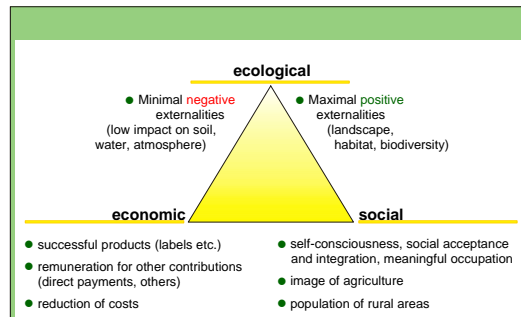 ecological
● Minimal negative
externalities
(low impact on soil,
water, atmosphere)
● Maximal positive
externalities
(landscape,
habitat, biodiversity)
economic
● successful products (labels etc.)
● remuneration for other contributions
(direct payments, others)
● reduction of costs
social
● self-consciousness, social acceptance
and integration, meaningful occupation
● image of agriculture
● population of rural areas